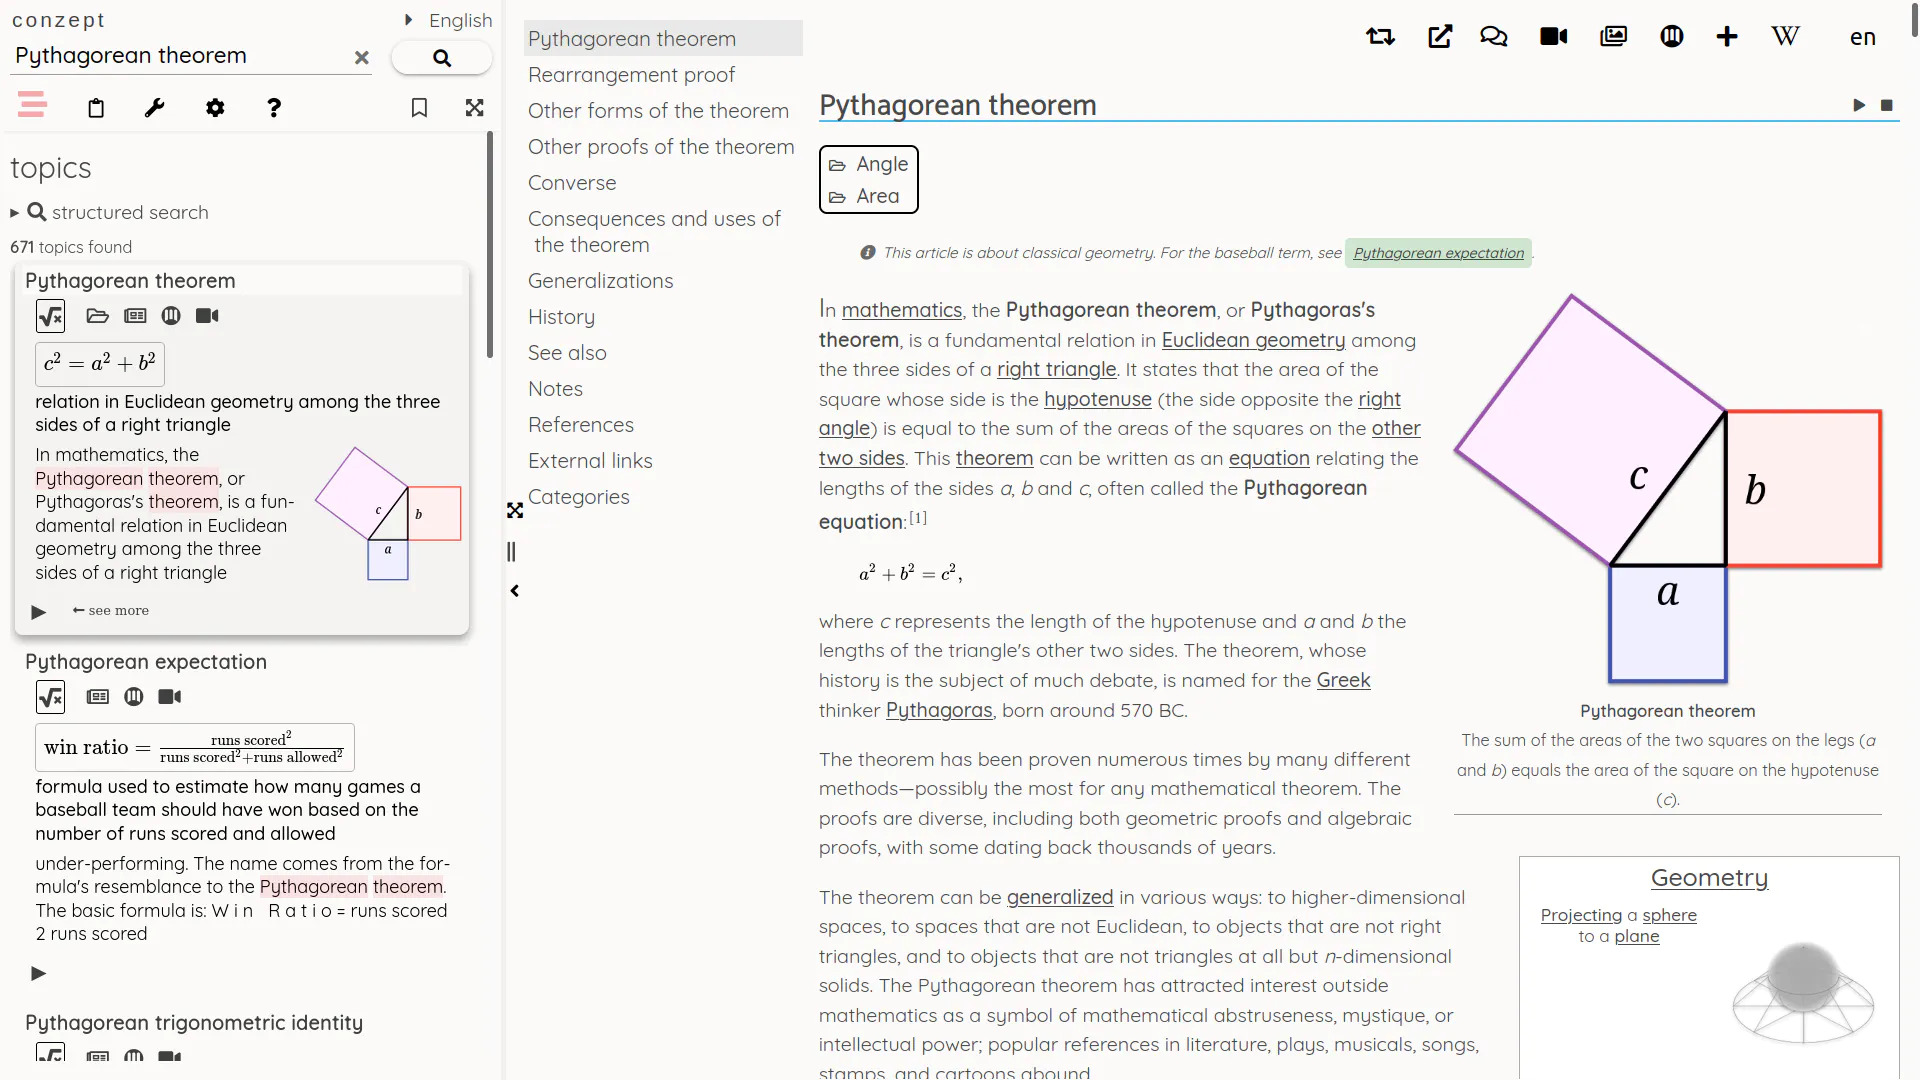 conzept
English
Pythagorean theorem
topics
structured search
671 topics found
Pythagorean theorem
√x
c² = a² + b²
relation in Euclidean geometry among the three
sides of a right triangle
In mathematics, the
Pythagorean theorem, or
Pythagoras's theorem, is a fun-
damental relation in Euclidean
geometry among the three
sides of a right triangle
c
b
a
see more
Pythagorean expectation
√x
win ratio = runs scored² / runs scored²+runs allowed²
formula used to estimate how many games a
baseball team should have won based on the
number of runs scored and allowed
under-performing. The name comes from the for-
mula's resemblance to the Pythagorean theorem.
The basic formula is: W i n R a t i o = runs scored
2 runs scored
Pythagorean trigonometric identity
√x
Pythagorean theorem
Rearrangement proof
Other forms of the theorem
Other proofs of the theorem
Converse
Consequences and uses of
the theorem
Generalizations
History
See also
Notes
References
External links
Categories
W
en
Pythagorean theorem
Angle
Area
This article is about classical geometry. For the baseball term, see Pythagorean expectation .
In mathematics, the Pythagorean theorem, or Pythagoras's
theorem, is a fundamental relation in Euclidean geometry among
the three sides of a right triangle. It states that the area of the
square whose side is the hypotenuse (the side opposite the right
angle) is equal to the sum of the areas of the squares on the other
two sides. This theorem can be written as an equation relating the
lengths of the sides a, b and c, often called the Pythagorean
equation:[1]
a² + b² = c²,
where c represents the length of the hypotenuse and a and b the
lengths of the triangle's other two sides. The theorem, whose
history is the subject of much debate, is named for the Greek
thinker Pythagoras, born around 570 BC.
The theorem has been proven numerous times by many different
methods—possibly the most for any mathematical theorem. The
proofs are diverse, including both geometric proofs and algebraic
proofs, with some dating back thousands of years.
The theorem can be generalized in various ways: to higher-dimensional
spaces, to spaces that are not Euclidean, to objects that are not right
triangles, and to objects that are not triangles at all but n-dimensional
solids. The Pythagorean theorem has attracted interest outside
mathematics as a symbol of mathematical abstruseness, mystique, or
intellectual power; popular references in literature, plays, musicals, songs,
stamps, and cartoons abound.
c
b
a
Pythagorean theorem
The sum of the areas of the two squares on the legs (a
and b) equals the area of the square on the hypotenuse
(c).
Geometry
Projecting a sphere
to a plane